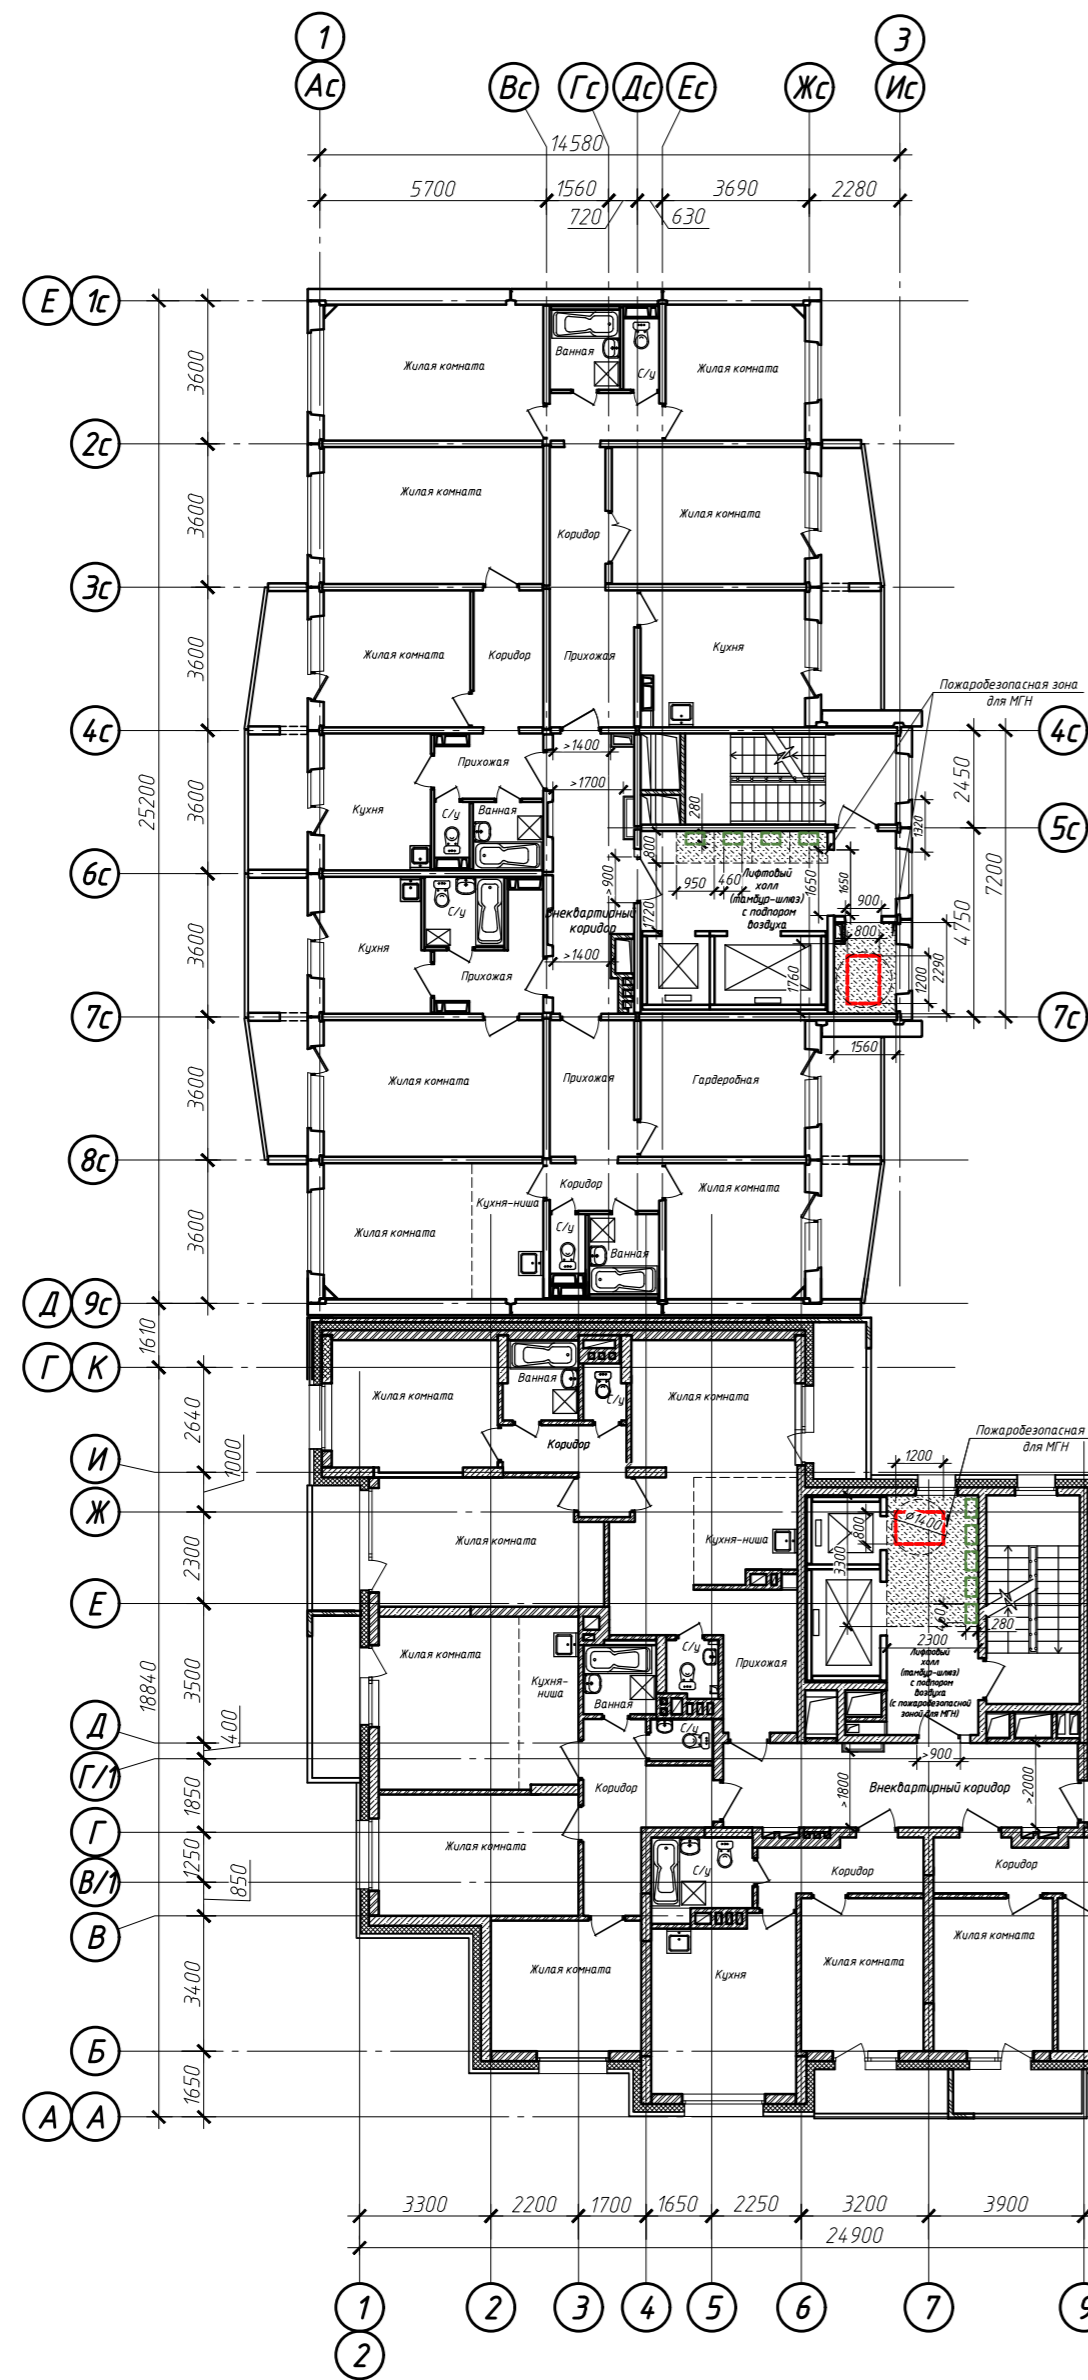 1
3
Ас
Вс
Гс
Дс
Ес
Жс
Ис
14580
5700
1560
3690
2280
720
630
Е
1с
3600
Жилая комната
Ванная
С/у
Жилая комната
2с
3600
Жилая комната
Коридор
Жилая комната
3с
3600
Жилая комната
Коридор
Прихожая
Кухня
Пожаробезопасная зона
для МГН
4с
4с
25200
3600
Прихожая
>1400
>1700
Кухня
С/у
Ванная
280
2450
1320
5с
7200
800
950
460
1650
1650
Лифтовый
холл
(тамбур-шлюз)
с подпором
воздуха
6с
>900
1720
900
800
4750
3600
Кухня
С/у
Внеквартирный
коридор
Прихожая
>1400
1760
1200
2290
7с
7с
1560
3600
Жилая комната
Прихожая
Гардеробная
8с
3600
Кухня-ниша
Коридор
Жилая комната
Жилая комната
С/у
Ванная
Д
9с
1610
Г
К
2640
Жилая комната
Ванная
С/у
Жилая комната
Коридор
Пожаробезопасная
для МГН
И
1000
1200
Ж
2300
Жилая комната
Кухня-ниша
800
⌀1400
3300
Е
18840
3500
Жилая комната
Кухня-
ниша
Ванная
С/у
Прихожая
460
280
2300
Лифтовый
холл
(тамбур-шлюз)
с подпором
воздуха
(с пожаробезопасной
зоной для МГН)
Д
400
С/у
Г/1
1850
Коридор
>900
>1800
Внеквартирный коридор
>2000
Г
1250
Жилая комната
С/у
Коридор
Коридор
В/1
850
В
3400
Жилая комната
Кухня
Жилая комната
Жилая комната
Б
1650
А
А
3300
2200
1700
1650
2250
3200
3900
24900
1
2
3
4
5
6
7
9
2